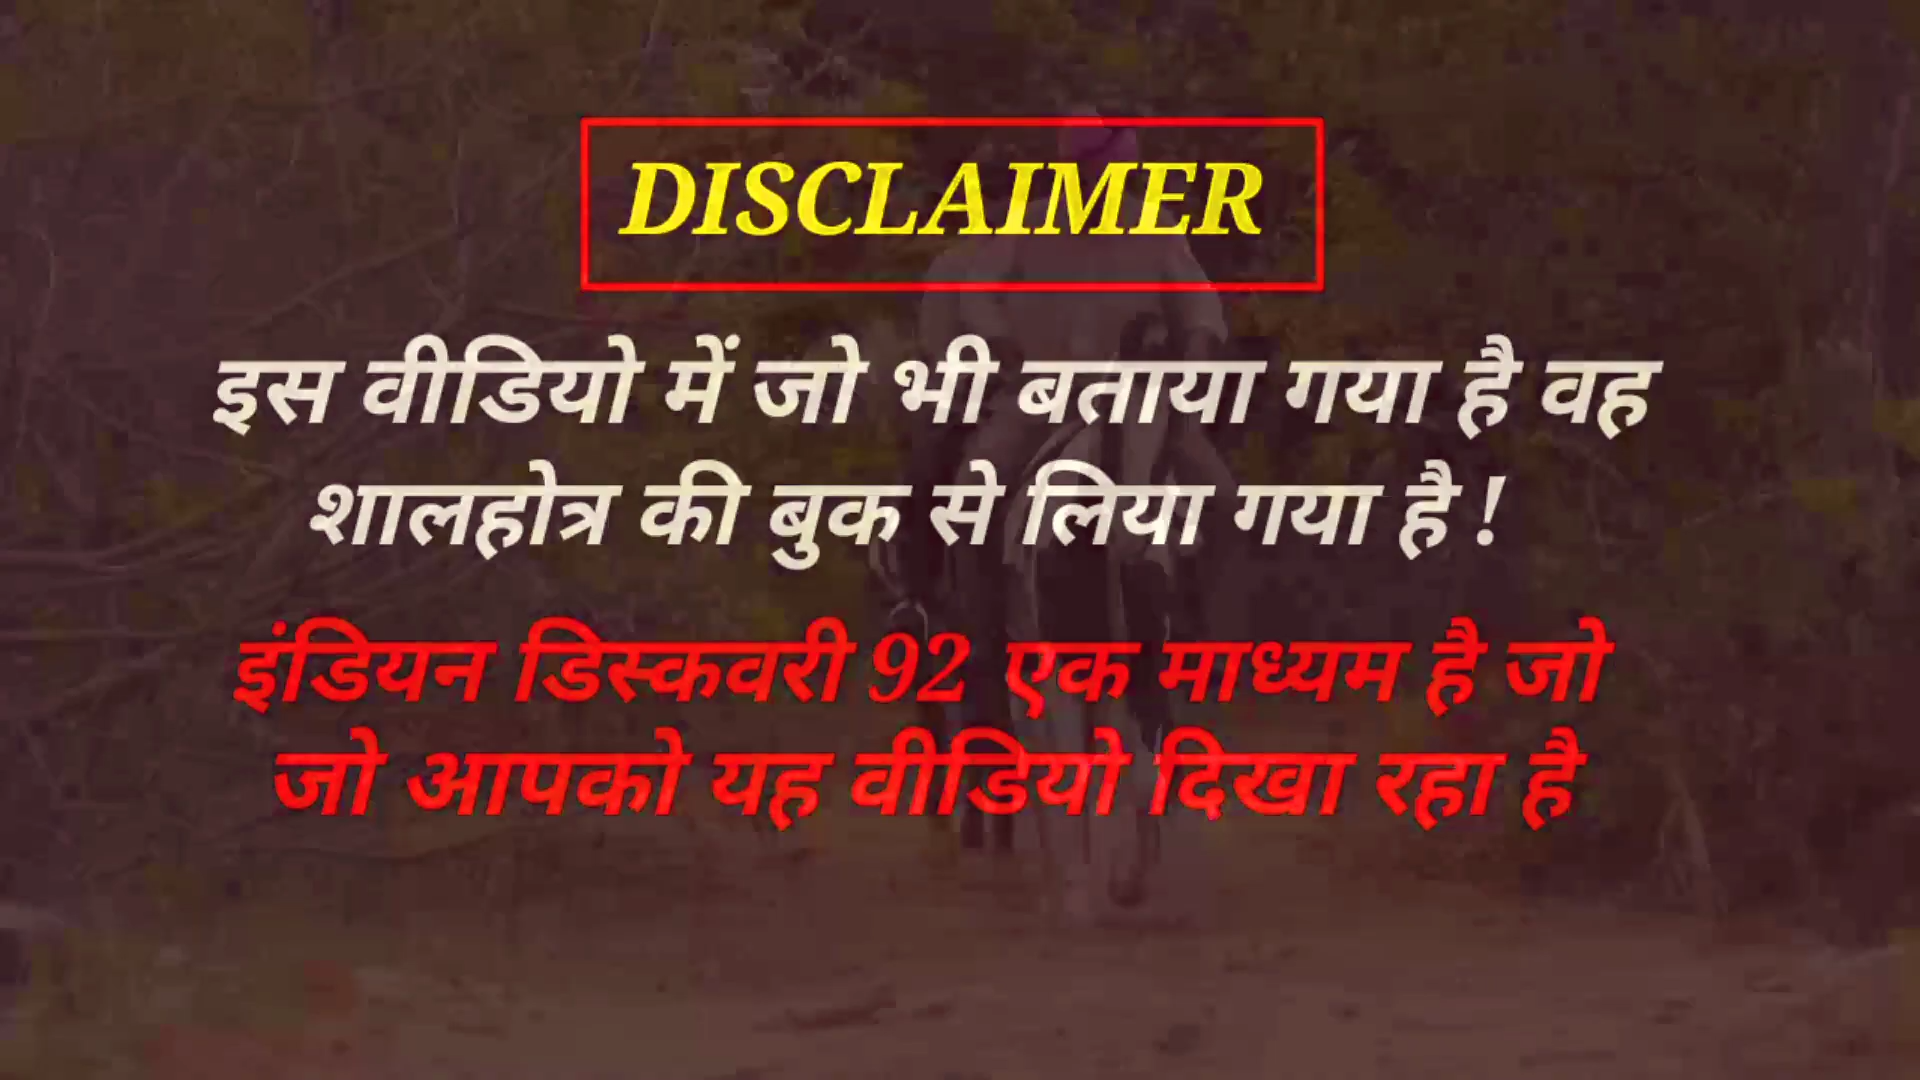 DISCLAIMER
इस वीडियो में जो भी बताया गया है वह
शालहोत्र की बुक से लिया गया है !
इंडियन डिस्कवरी 92 एक माध्यम है जो
जो आपको यह वीडियो दिखा रहा है